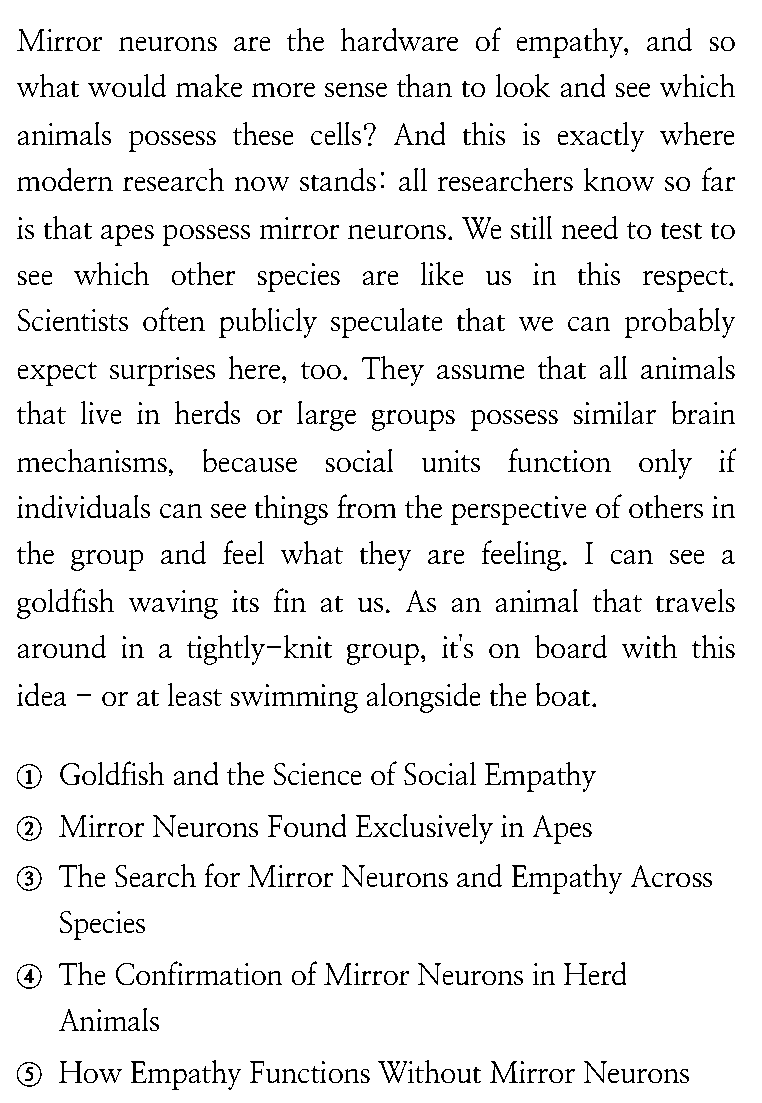 Mirror neurons are the hardware of empathy, and so
what would make more sense than to look and see which
animals possess these cells? And this is exactly where
modern research now stands: all researchers know so far
is that apes possess mirror neurons. We still need to test to
see which other species are like us in this respect.
Scientists often publicly speculate that we can probably
expect surprises here, too. They assume that all animals
that live in herds or large groups possess similar brain
mechanisms, because social units function only if
individuals can see things from the perspective of others in
the group and feel what they are feeling. I can see a
goldfish waving its fin at us. As an animal that travels
around in a tightly-knit group, it's on board with this
idea - or at least swimming alongside the boat.
① Goldfish and the Science of Social Empathy
② Mirror Neurons Found Exclusively in Apes
③ The Search for Mirror Neurons and Empathy Across
Species
④ The Confirmation of Mirror Neurons in Herd
Animals
⑤ How Empathy Functions Without Mirror Neurons